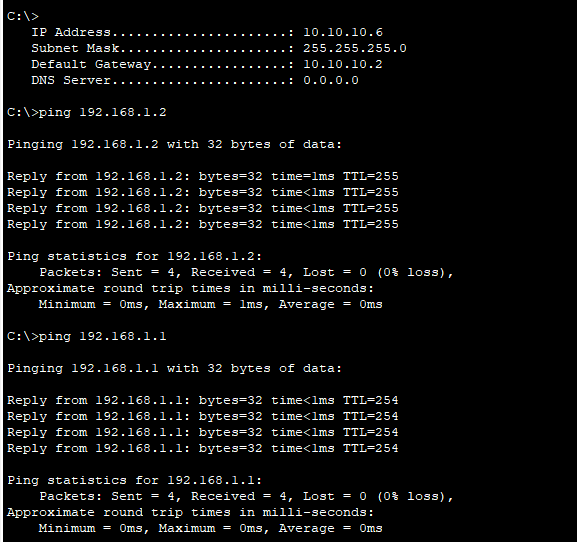 C:\>
IP Address......................: 10.10.10.6
Subnet Mask.....................: 255.255.255.0
Default Gateway.................: 10.10.10.2
DNS Server......................: 0.0.0.0
C:\>ping 192.168.1.2
Pinging 192.168.1.2 with 32 bytes of data:
Reply from 192.168.1.2: bytes=32 time=1ms TTL=255
Reply from 192.168.1.2: bytes=32 time<1ms TTL=255
Reply from 192.168.1.2: bytes=32 time<1ms TTL=255
Reply from 192.168.1.2: bytes=32 time<1ms TTL=255
Ping statistics for 192.168.1.2:
Packets: Sent = 4, Received = 4, Lost = 0 (0% loss),
Approximate round trip times in milli-seconds:
Minimum = 0ms, Maximum = 1ms, Average = 0ms
C:\>ping 192.168.1.1
Pinging 192.168.1.1 with 32 bytes of data:
Reply from 192.168.1.1: bytes=32 time<1ms TTL=254
Reply from 192.168.1.1: bytes=32 time<1ms TTL=254
Reply from 192.168.1.1: bytes=32 time<1ms TTL=254
Reply from 192.168.1.1: bytes=32 time<1ms TTL=254
Ping statistics for 192.168.1.1:
Packets: Sent = 4, Received = 4, Lost = 0 (0% loss),
Approximate round trip times in milli-seconds:
Minimum = 0ms, Maximum = 0ms, Average = 0ms